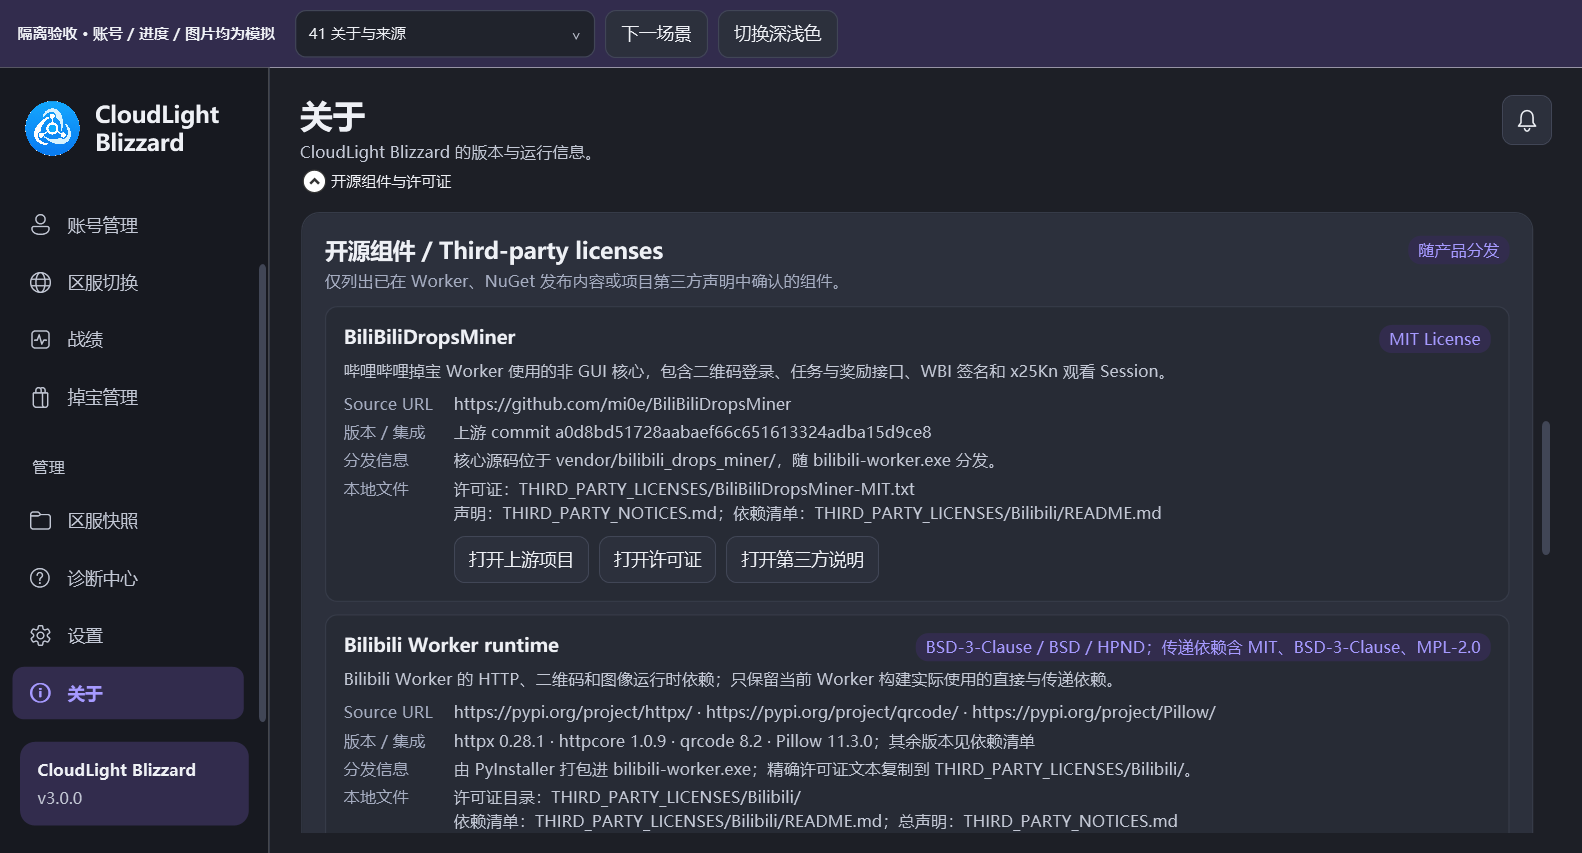 隔离验收 • 账号 / 进度 / 图片均为模拟
41 关于与来源
下一场景
切换深浅色
CloudLight
Blizzard
账号管理
区服切换
战绩
掉宝管理
管理
区服快照
诊断中心
设置
关于
CloudLight Blizzard
v3.0.0
关于
CloudLight Blizzard 的版本与运行信息。
开源组件与许可证
开源组件 / Third-party licenses
随产品分发
仅列出已在 Worker、NuGet 发布内容或项目第三方声明中确认的组件。
BiliBiliDropsMiner
MIT License
哔哩哔哩掉宝 Worker 使用的非 GUI 核心，包含二维码登录、任务与奖励接口、WBI 签名和 x25Kn 观看 Session。
Source URL https://github.com/mi0e/BiliBiliDropsMiner
版本 / 集成 上游 commit a0d8bd51728aabaef66c651613324adba15d9ce8
分发信息 核心源码位于 vendor/bilibili_drops_miner/，随 bilibili-worker.exe 分发。
本地文件 许可证：THIRD_PARTY_LICENSES/BiliBiliDropsMiner-MIT.txt
声明：THIRD_PARTY_NOTICES.md；依赖清单：THIRD_PARTY_LICENSES/Bilibili/README.md
打开上游项目
打开许可证
打开第三方说明
Bilibili Worker runtime
BSD-3-Clause / BSD / HPND；传递依赖含 MIT、BSD-3-Clause、MPL-2.0
Bilibili Worker 的 HTTP、二维码和图像运行时依赖；只保留当前 Worker 构建实际使用的直接与传递依赖。
Source URL https://pypi.org/project/httpx/ · https://pypi.org/project/qrcode/ · https://pypi.org/project/Pillow/
版本 / 集成 httpx 0.28.1 · httpcore 1.0.9 · qrcode 8.2 · Pillow 11.3.0；其余版本见依赖清单
分发信息 由 PyInstaller 打包进 bilibili-worker.exe；精确许可证文本复制到 THIRD_PARTY_LICENSES/Bilibili/。
本地文件 许可证目录：THIRD_PARTY_LICENSES/Bilibili/
依赖清单：THIRD_PARTY_LICENSES/Bilibili/README.md；总声明：THIRD_PARTY_NOTICES.md